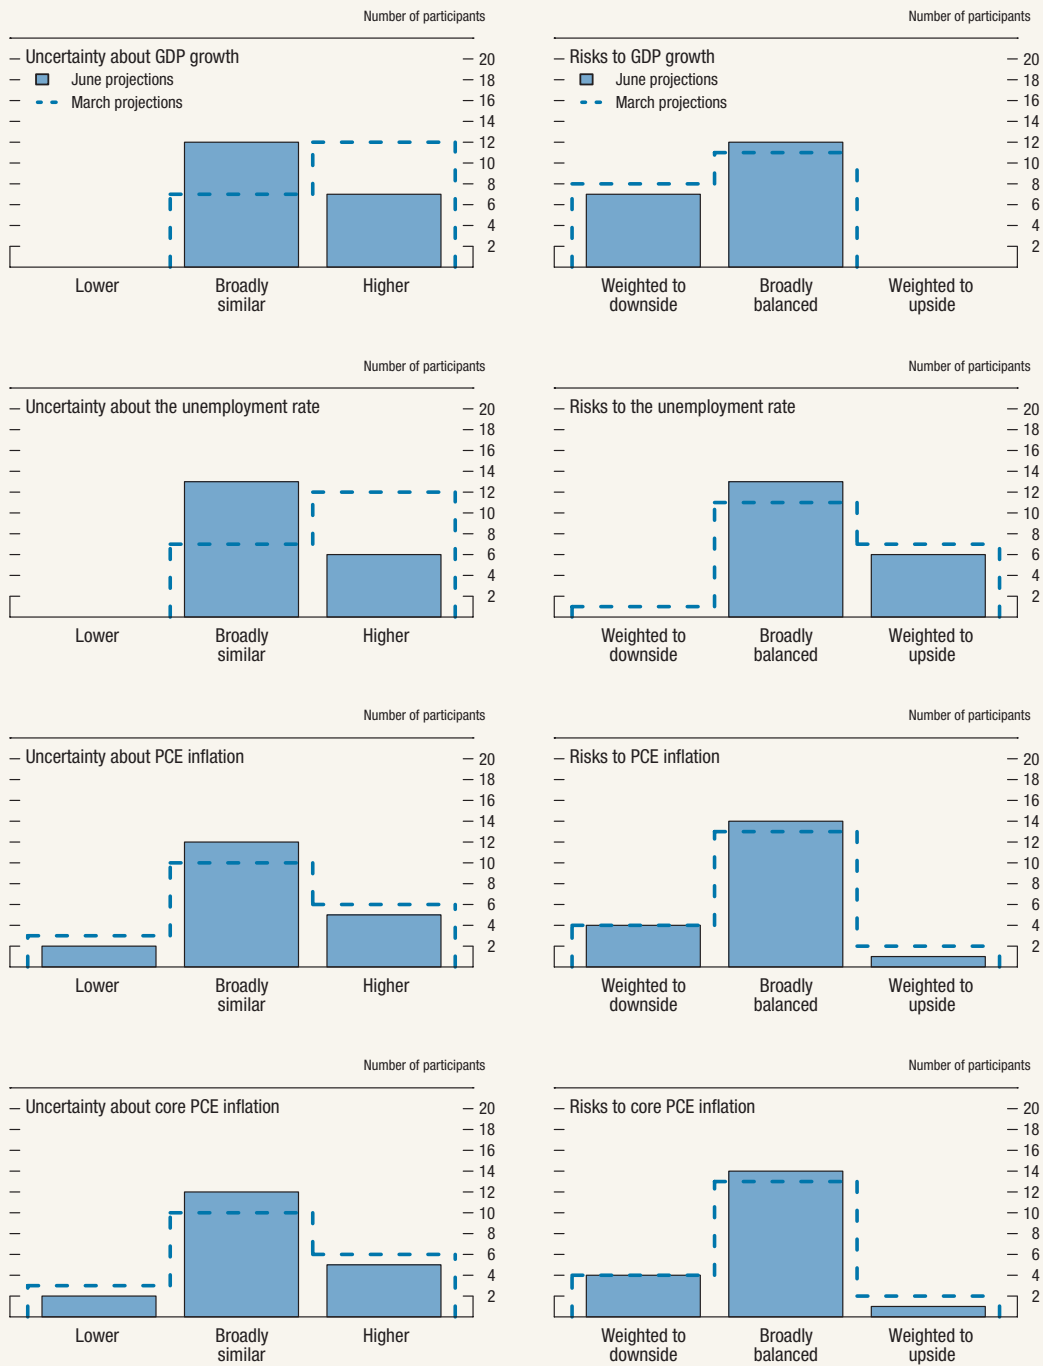 Number of participants
Uncertainty about GDP growth
June projections
March projections
20
18
16
14
12
10
8
6
4
2
Lower
Broadly
similar
Higher
Number of participants
Risks to GDP growth
June projections
March projections
20
18
16
14
12
10
8
6
4
2
Weighted to
downside
Broadly
balanced
Weighted to
upside
Number of participants
Uncertainty about the unemployment rate
20
18
16
14
12
10
8
6
4
2
Lower
Broadly
similar
Higher
Number of participants
Risks to the unemployment rate
20
18
16
14
12
10
8
6
4
2
Weighted to
downside
Broadly
balanced
Weighted to
upside
Number of participants
Uncertainty about PCE inflation
20
18
16
14
12
10
8
6
4
2
Lower
Broadly
similar
Higher
Number of participants
Risks to PCE inflation
20
18
16
14
12
10
8
6
4
2
Weighted to
downside
Broadly
balanced
Weighted to
upside
Number of participants
Uncertainty about core PCE inflation
20
18
16
14
12
10
8
6
4
2
Lower
Broadly
similar
Higher
Number of participants
Risks to core PCE inflation
20
18
16
14
12
10
8
6
4
2
Weighted to
downside
Broadly
balanced
Weighted to
upside